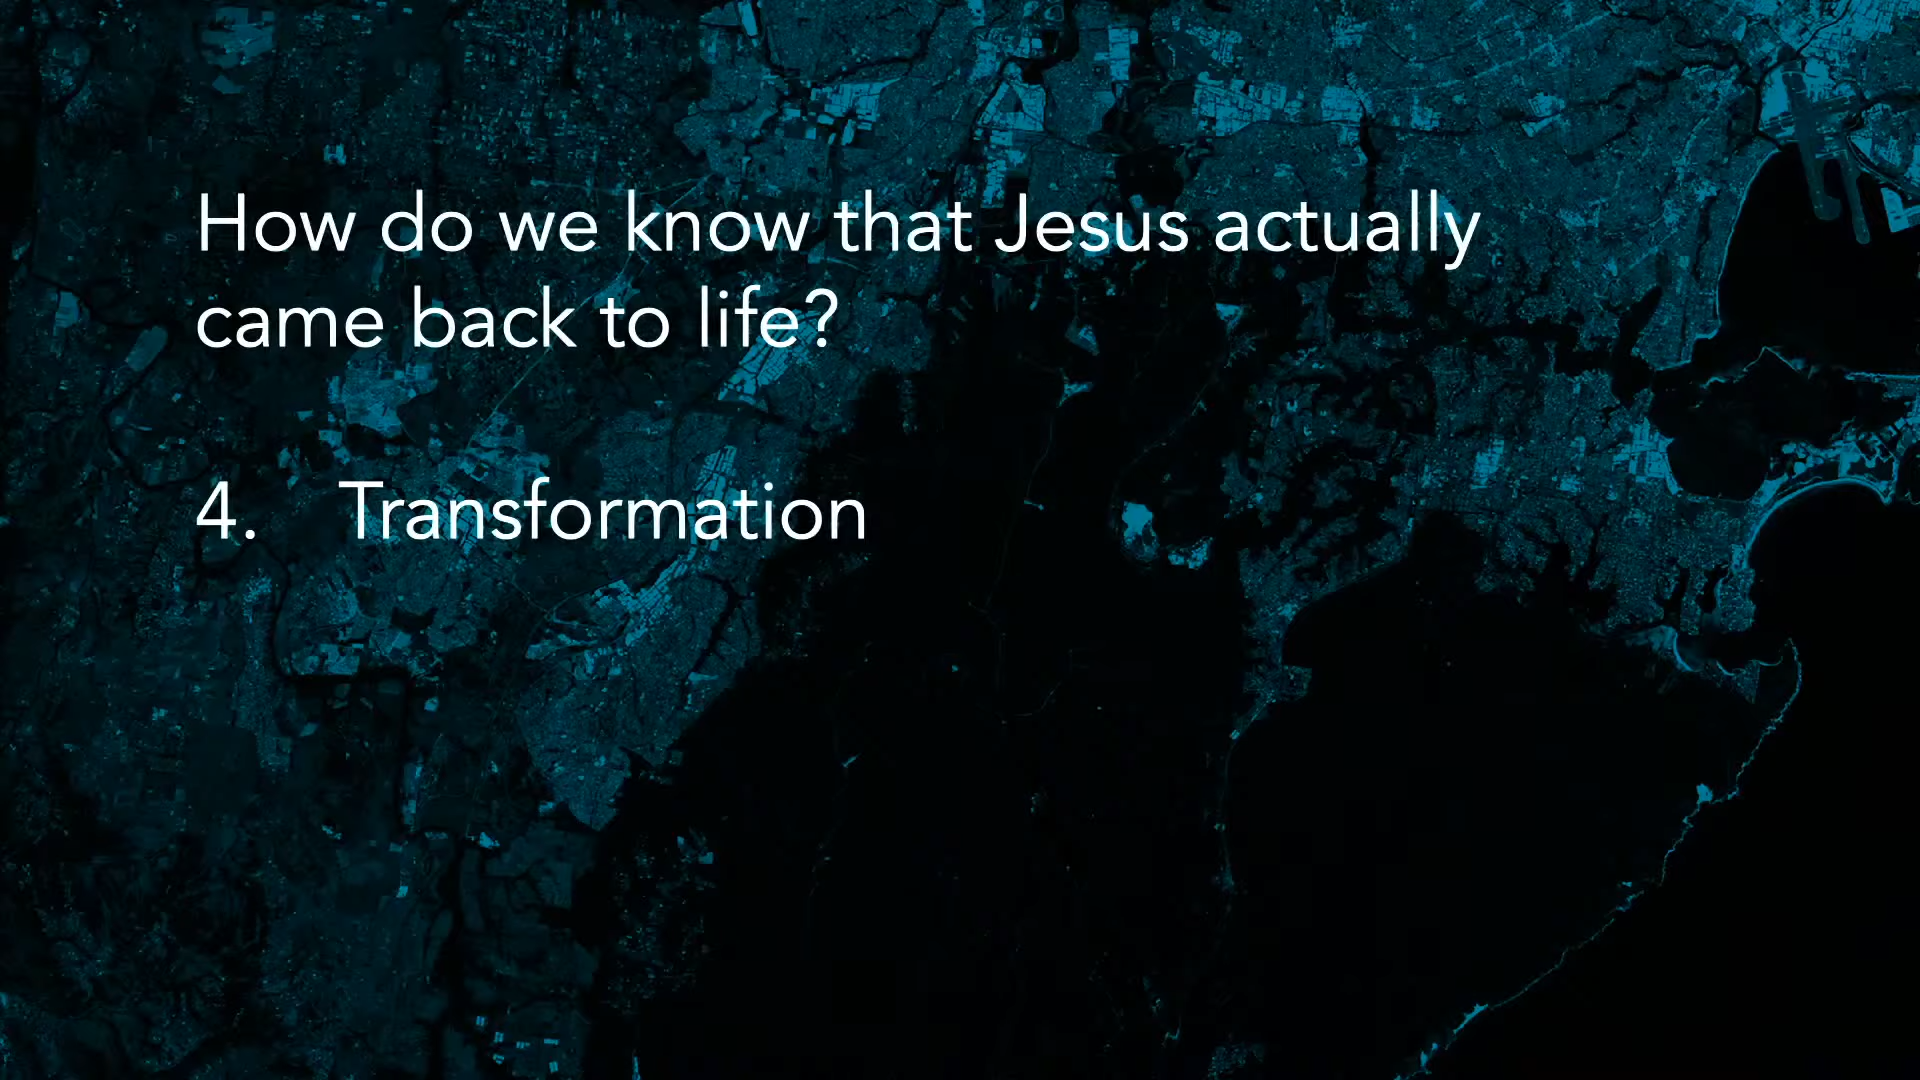 How do we know that Jesus actually
came back to life?
4. Transformation